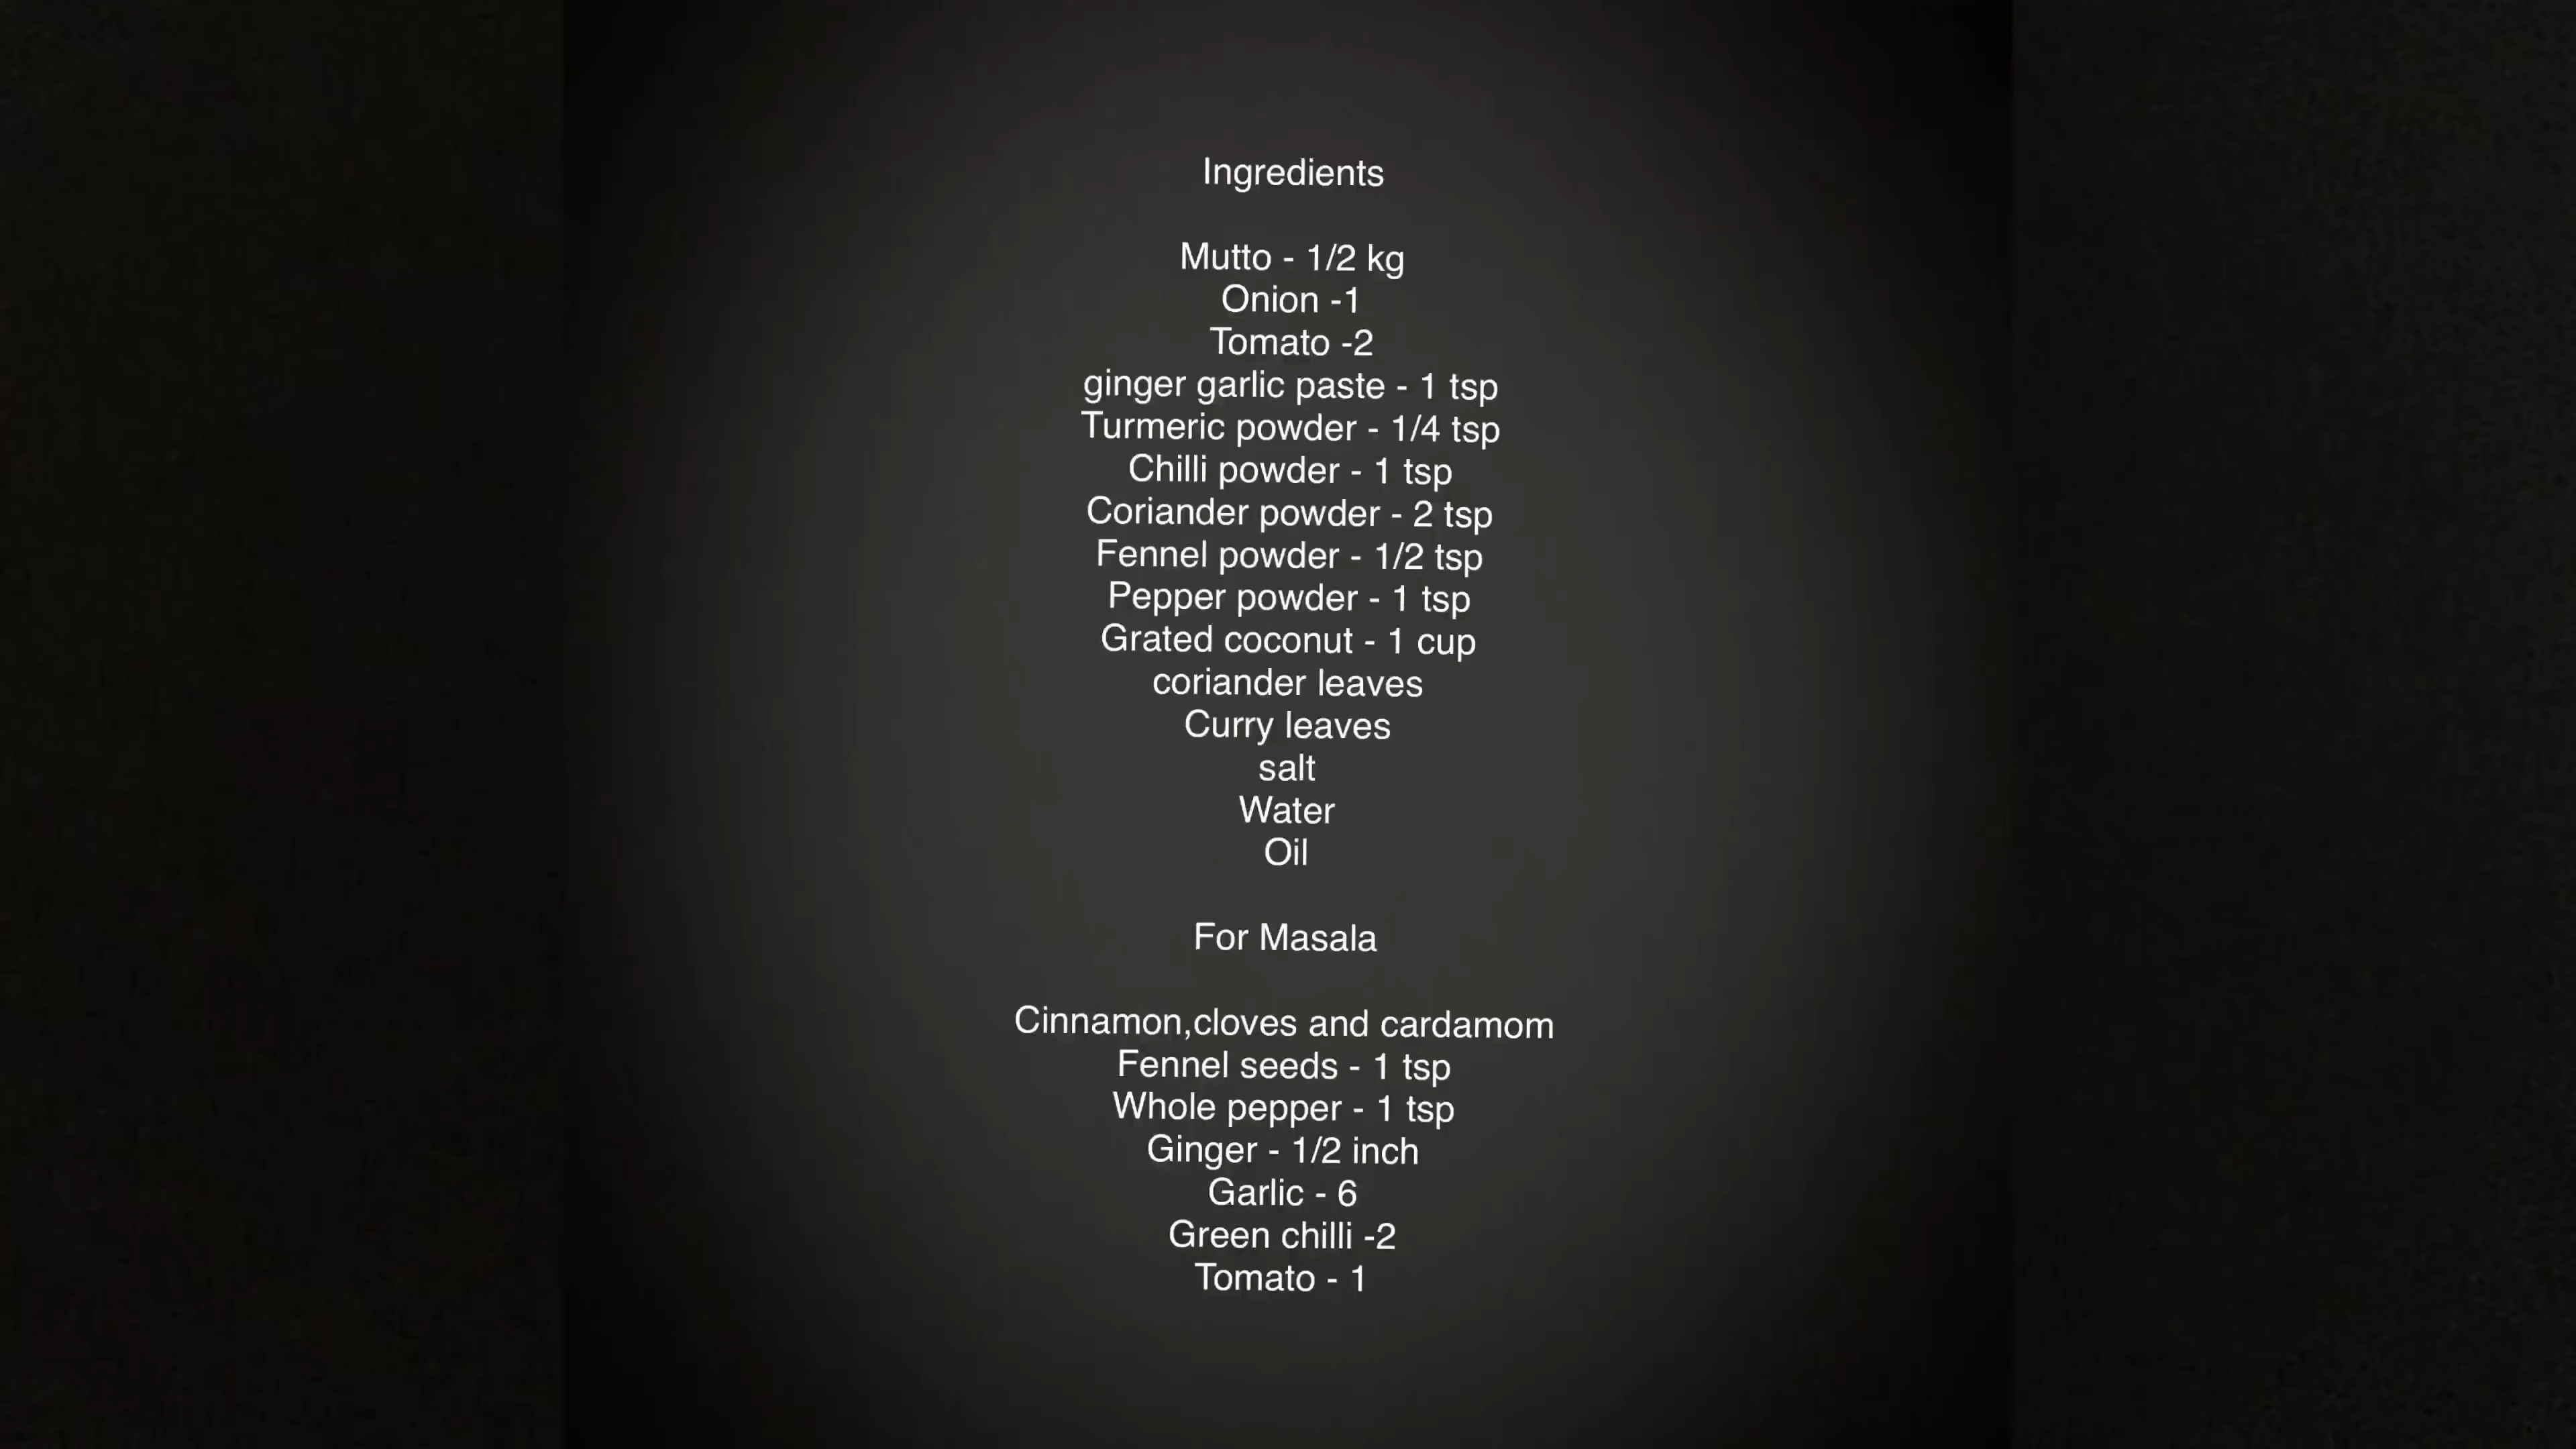 Ingredients
Mutto - 1/2 kg
Onion -1
Tomato -2
ginger garlic paste - 1 tsp
Turmeric powder - 1/4 tsp
Chilli powder - 1 tsp
Coriander powder - 2 tsp
Fennel powder - 1/2 tsp
Pepper powder - 1 tsp
Grated coconut - 1 cup
coriander leaves
Curry leaves
salt
Water
Oil
For Masala
Cinnamon,cloves and cardamom
Fennel seeds - 1 tsp
Whole pepper - 1 tsp
Ginger - 1/2 inch
Garlic - 6
Green chilli -2
Tomato - 1